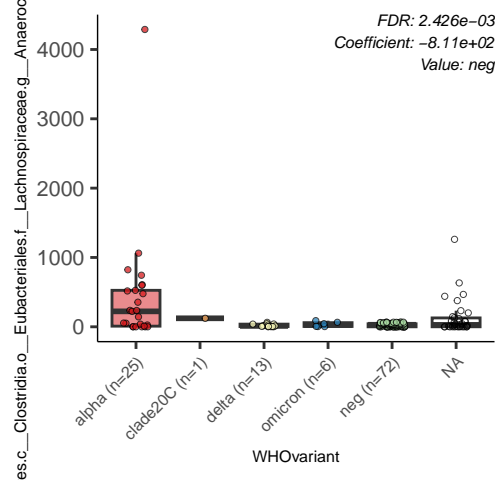 FDR: 2.426e−03
Coefficient: −8.11e+02
Value: neg
es.c__Clostridia.o__Eubacteriales.f__Lachnospiraceae.g__Anaeroc
4000
3000
2000
1000
0
alpha (n=25)
clade20C (n=1)
delta (n=13)
omicron (n=6)
neg (n=72)
NA
WHOvariant